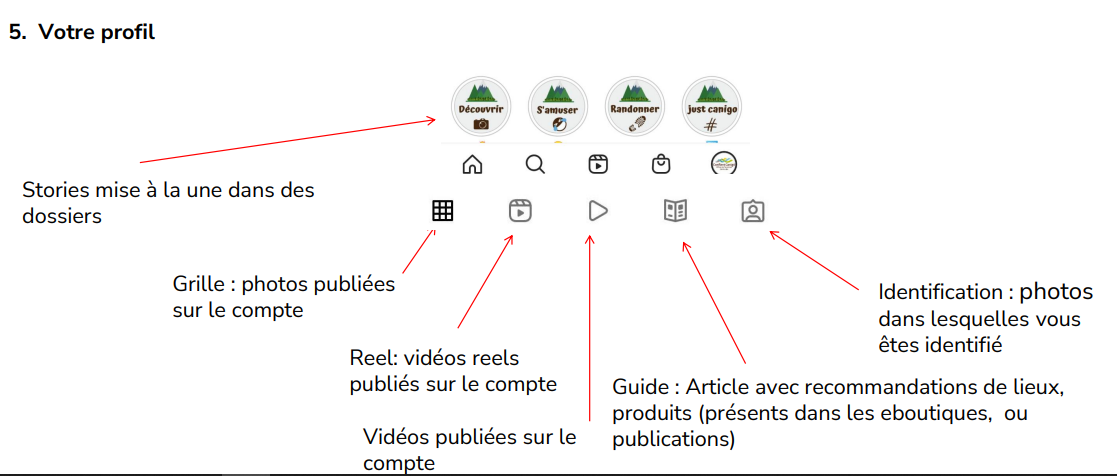 5. Votre profil
Découvrir
S'amuser
Randonner
just canigo
#
Stories mise à la une dans des
dossiers
Grille : photos publiées
sur le compte
Reel: vidéos reels
publiés sur le compte
Vidéos publiées sur le
compte
Guide : Article avec recommandations de lieux,
produits (présents dans les eboutiques, ou
publications)
Identification : photos
dans lesquelles vous
êtes identifié